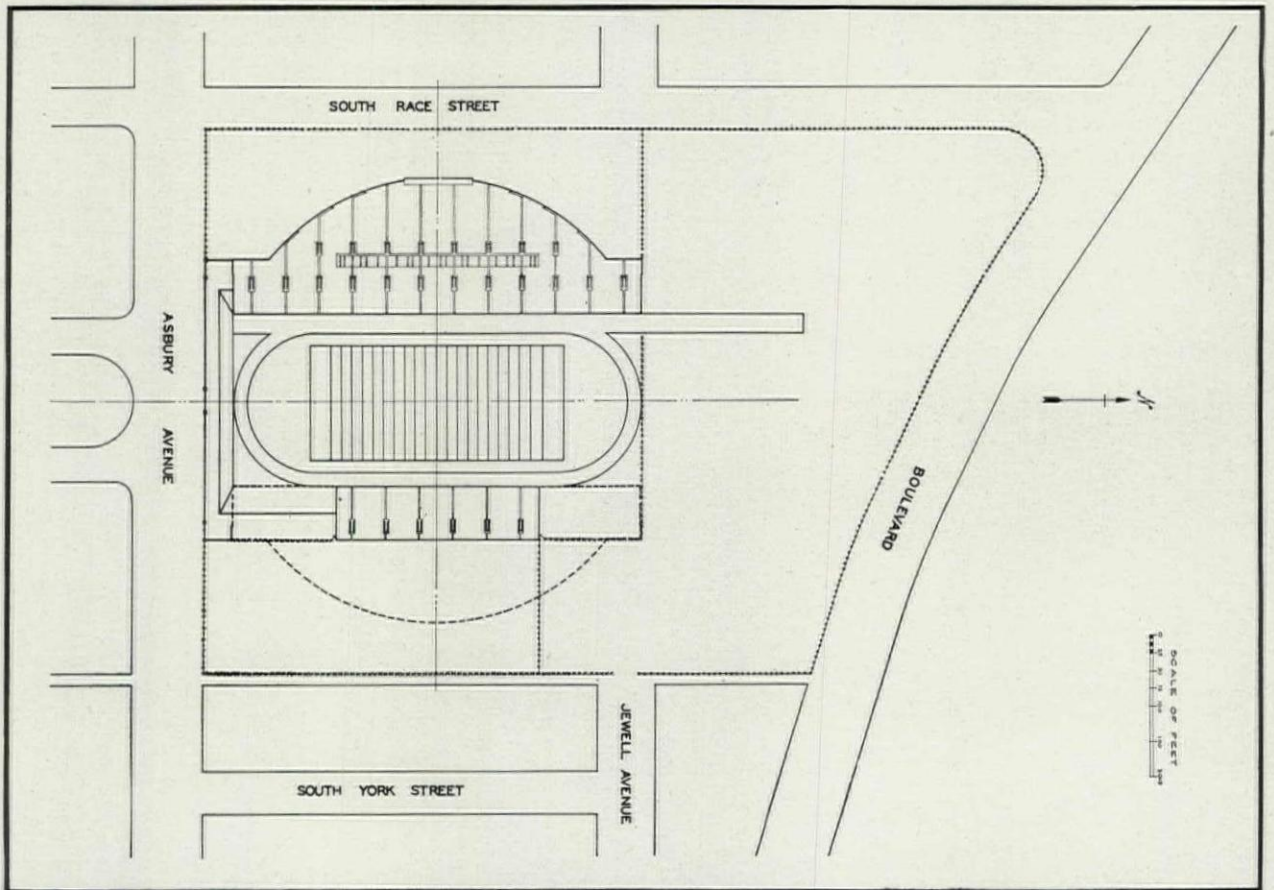 SOUTH RACE STREET
ASBURY AVENUE
BOULEVARD
N
SCALE OF FEET
JEWELL AVENUE
SOUTH YORK STREET